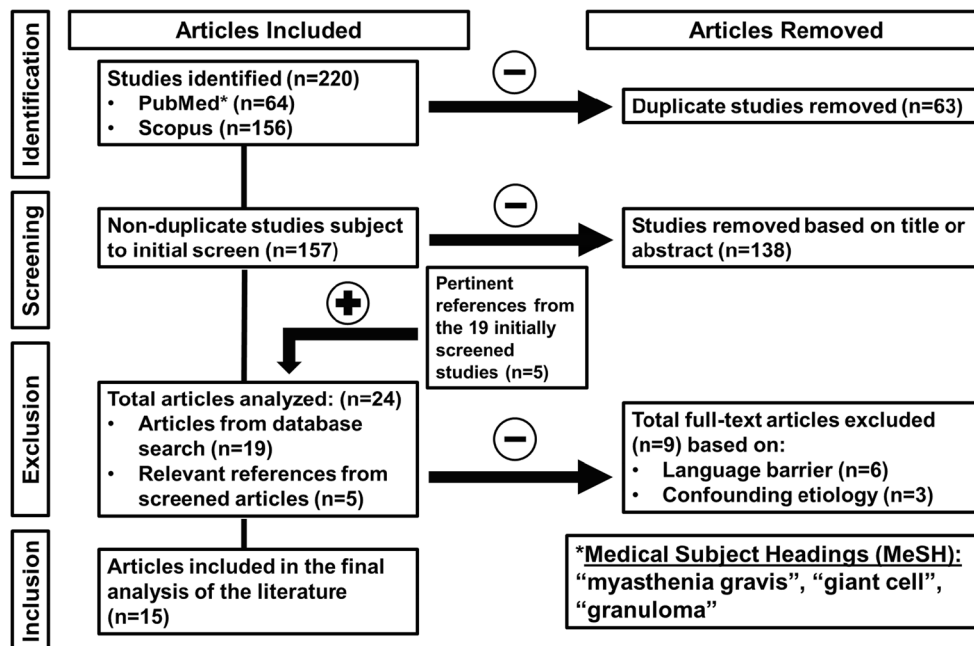 Articles Included
Articles Removed
Identification
Studies identified (n=220)
• PubMed* (n=64)
• Scopus (n=156)
Duplicate studies removed (n=63)
Screening
Non-duplicate studies subject
to initial screen (n=157)
Studies removed based on title or
abstract (n=138)
Pertinent
references from
the 19 initially
screened
studies (n=5)
Exclusion
Total articles analyzed: (n=24)
• Articles from database
search (n=19)
• Relevant references from
screened articles (n=5)
Total full-text articles excluded
(n=9) based on:
• Language barrier (n=6)
• Confounding etiology (n=3)
Inclusion
Articles included in the final
analysis of the literature
(n=15)
*Medical Subject Headings (MeSH):
“myasthenia gravis”, “giant cell”,
“granuloma”